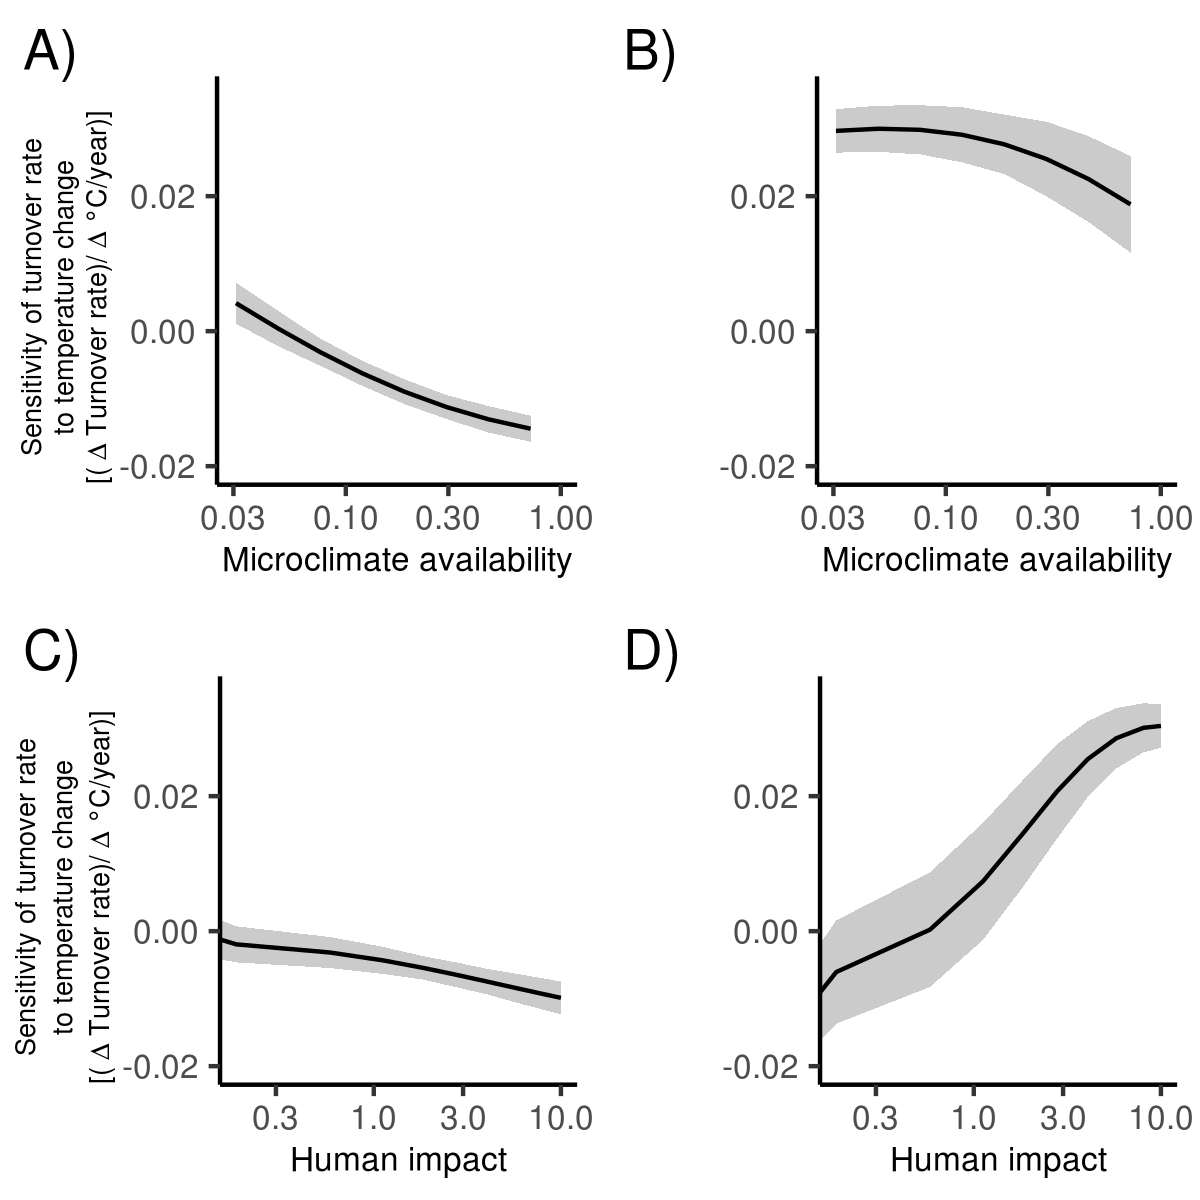 A)
Sensitivity of turnover rate
to temperature change
[( Δ Turnover rate)/ Δ °C/year)]
0.02
0.00
-0.02
0.03 0.10 0.30 1.00
Microclimate availability
B)
0.02
0.00
-0.02
0.03 0.10 0.30 1.00
Microclimate availability
C)
Sensitivity of turnover rate
to temperature change
[( Δ Turnover rate)/ Δ °C/year)]
0.02
0.00
-0.02
0.3 1.0 3.0 10.0
Human impact
D)
0.02
0.00
-0.02
0.3 1.0 3.0 10.0
Human impact